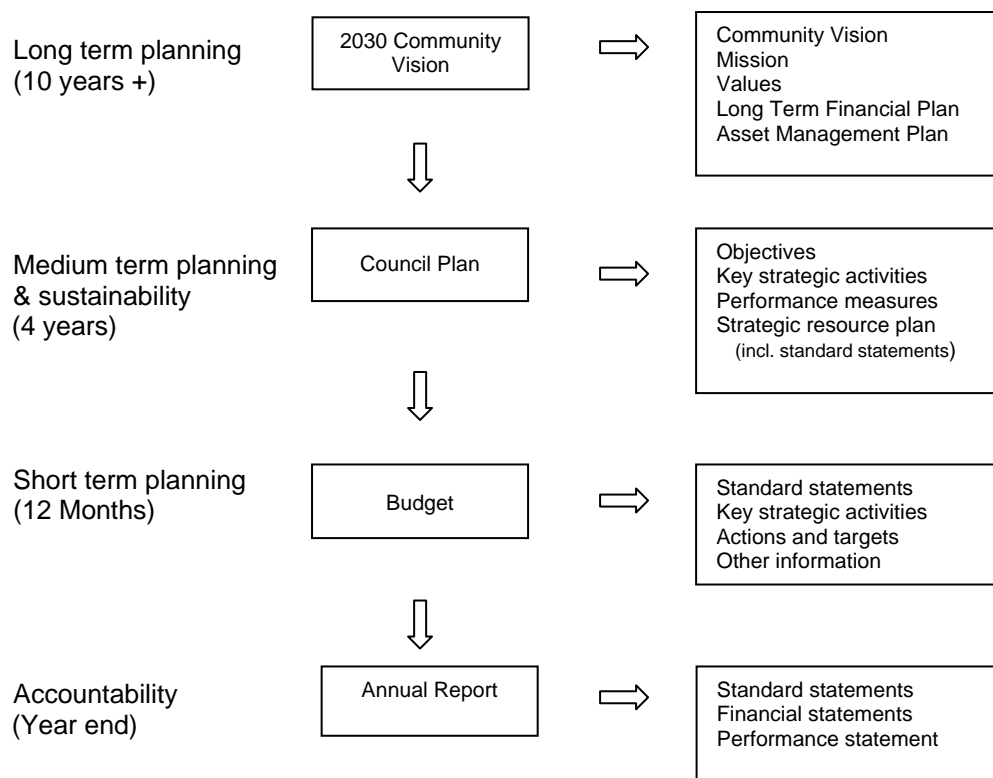 Long term planning
(10 years +)
2030 Community
Vision
Community Vision
Mission
Values
Long Term Financial Plan
Asset Management Plan
Medium term planning
& sustainability
(4 years)
Council Plan
Objectives
Key strategic activities
Performance measures
Strategic resource plan
(incl. standard statements)
Short term planning
(12 Months)
Budget
Standard statements
Key strategic activities
Actions and targets
Other information
Accountability
(Year end)
Annual Report
Standard statements
Financial statements
Performance statement